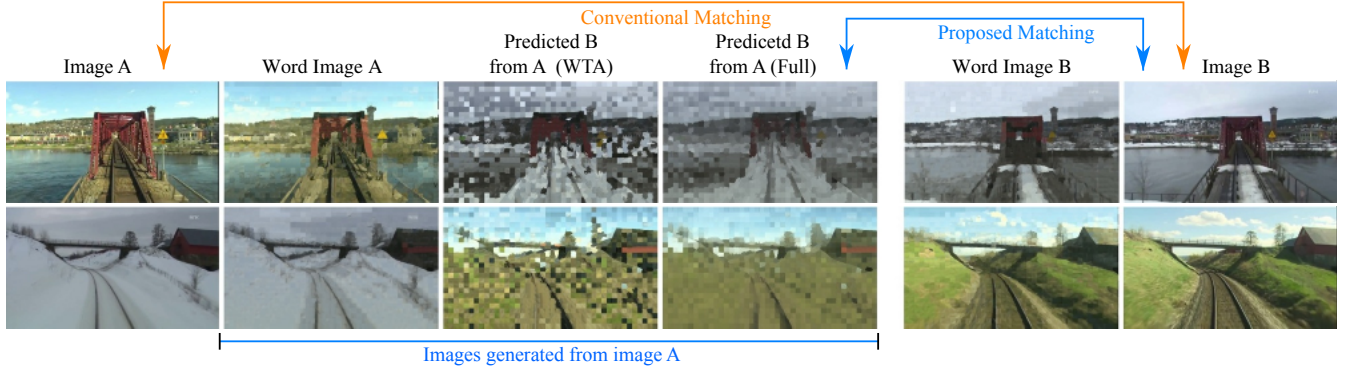 Conventional Matching
Proposed Matching
Image A
Word Image A
Predicted B
from A (WTA)
Predicetd B
from A (Full)
Word Image B
Image B
Images generated from image A